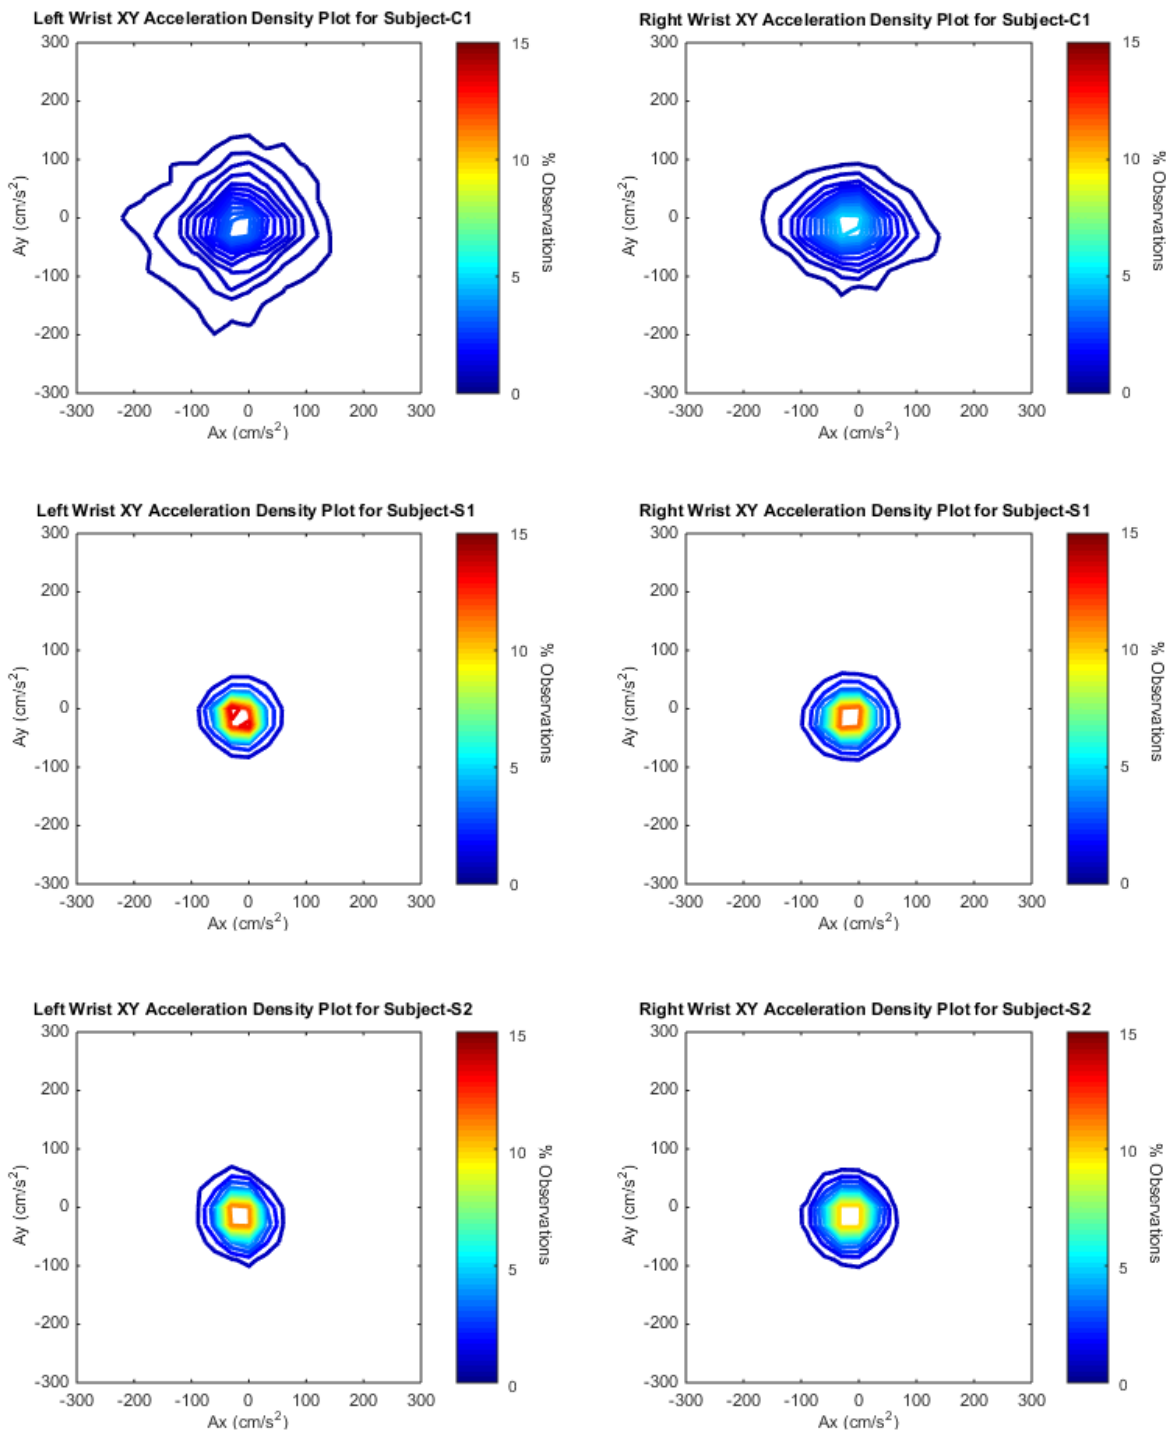 Left Wrist XY Acceleration Density Plot for Subject-C1
300
200
100
0
-100
-200
-300
-300 -200 -100 0 100 200 300
Ax (cm/s²)
Ay (cm/s²)
15
10
5
0
% Observations
Right Wrist XY Acceleration Density Plot for Subject-C1
300
200
100
0
-100
-200
-300
-300 -200 -100 0 100 200 300
Ax (cm/s²)
Ay (cm/s²)
15
10
5
0
% Observations
Left Wrist XY Acceleration Density Plot for Subject-S1
300
200
100
0
-100
-200
-300
-300 -200 -100 0 100 200 300
Ax (cm/s²)
Ay (cm/s²)
15
10
5
0
% Observations
Right Wrist XY Acceleration Density Plot for Subject-S1
300
200
100
0
-100
-200
-300
-300 -200 -100 0 100 200 300
Ax (cm/s²)
Ay (cm/s²)
15
10
5
0
% Observations
Left Wrist XY Acceleration Density Plot for Subject-S2
300
200
100
0
-100
-200
-300
-300 -200 -100 0 100 200 300
Ax (cm/s²)
Ay (cm/s²)
15
10
5
0
% Observations
Right Wrist XY Acceleration Density Plot for Subject-S2
300
200
100
0
-100
-200
-300
-300 -200 -100 0 100 200 300
Ax (cm/s²)
Ay (cm/s²)
15
10
5
0
% Observations